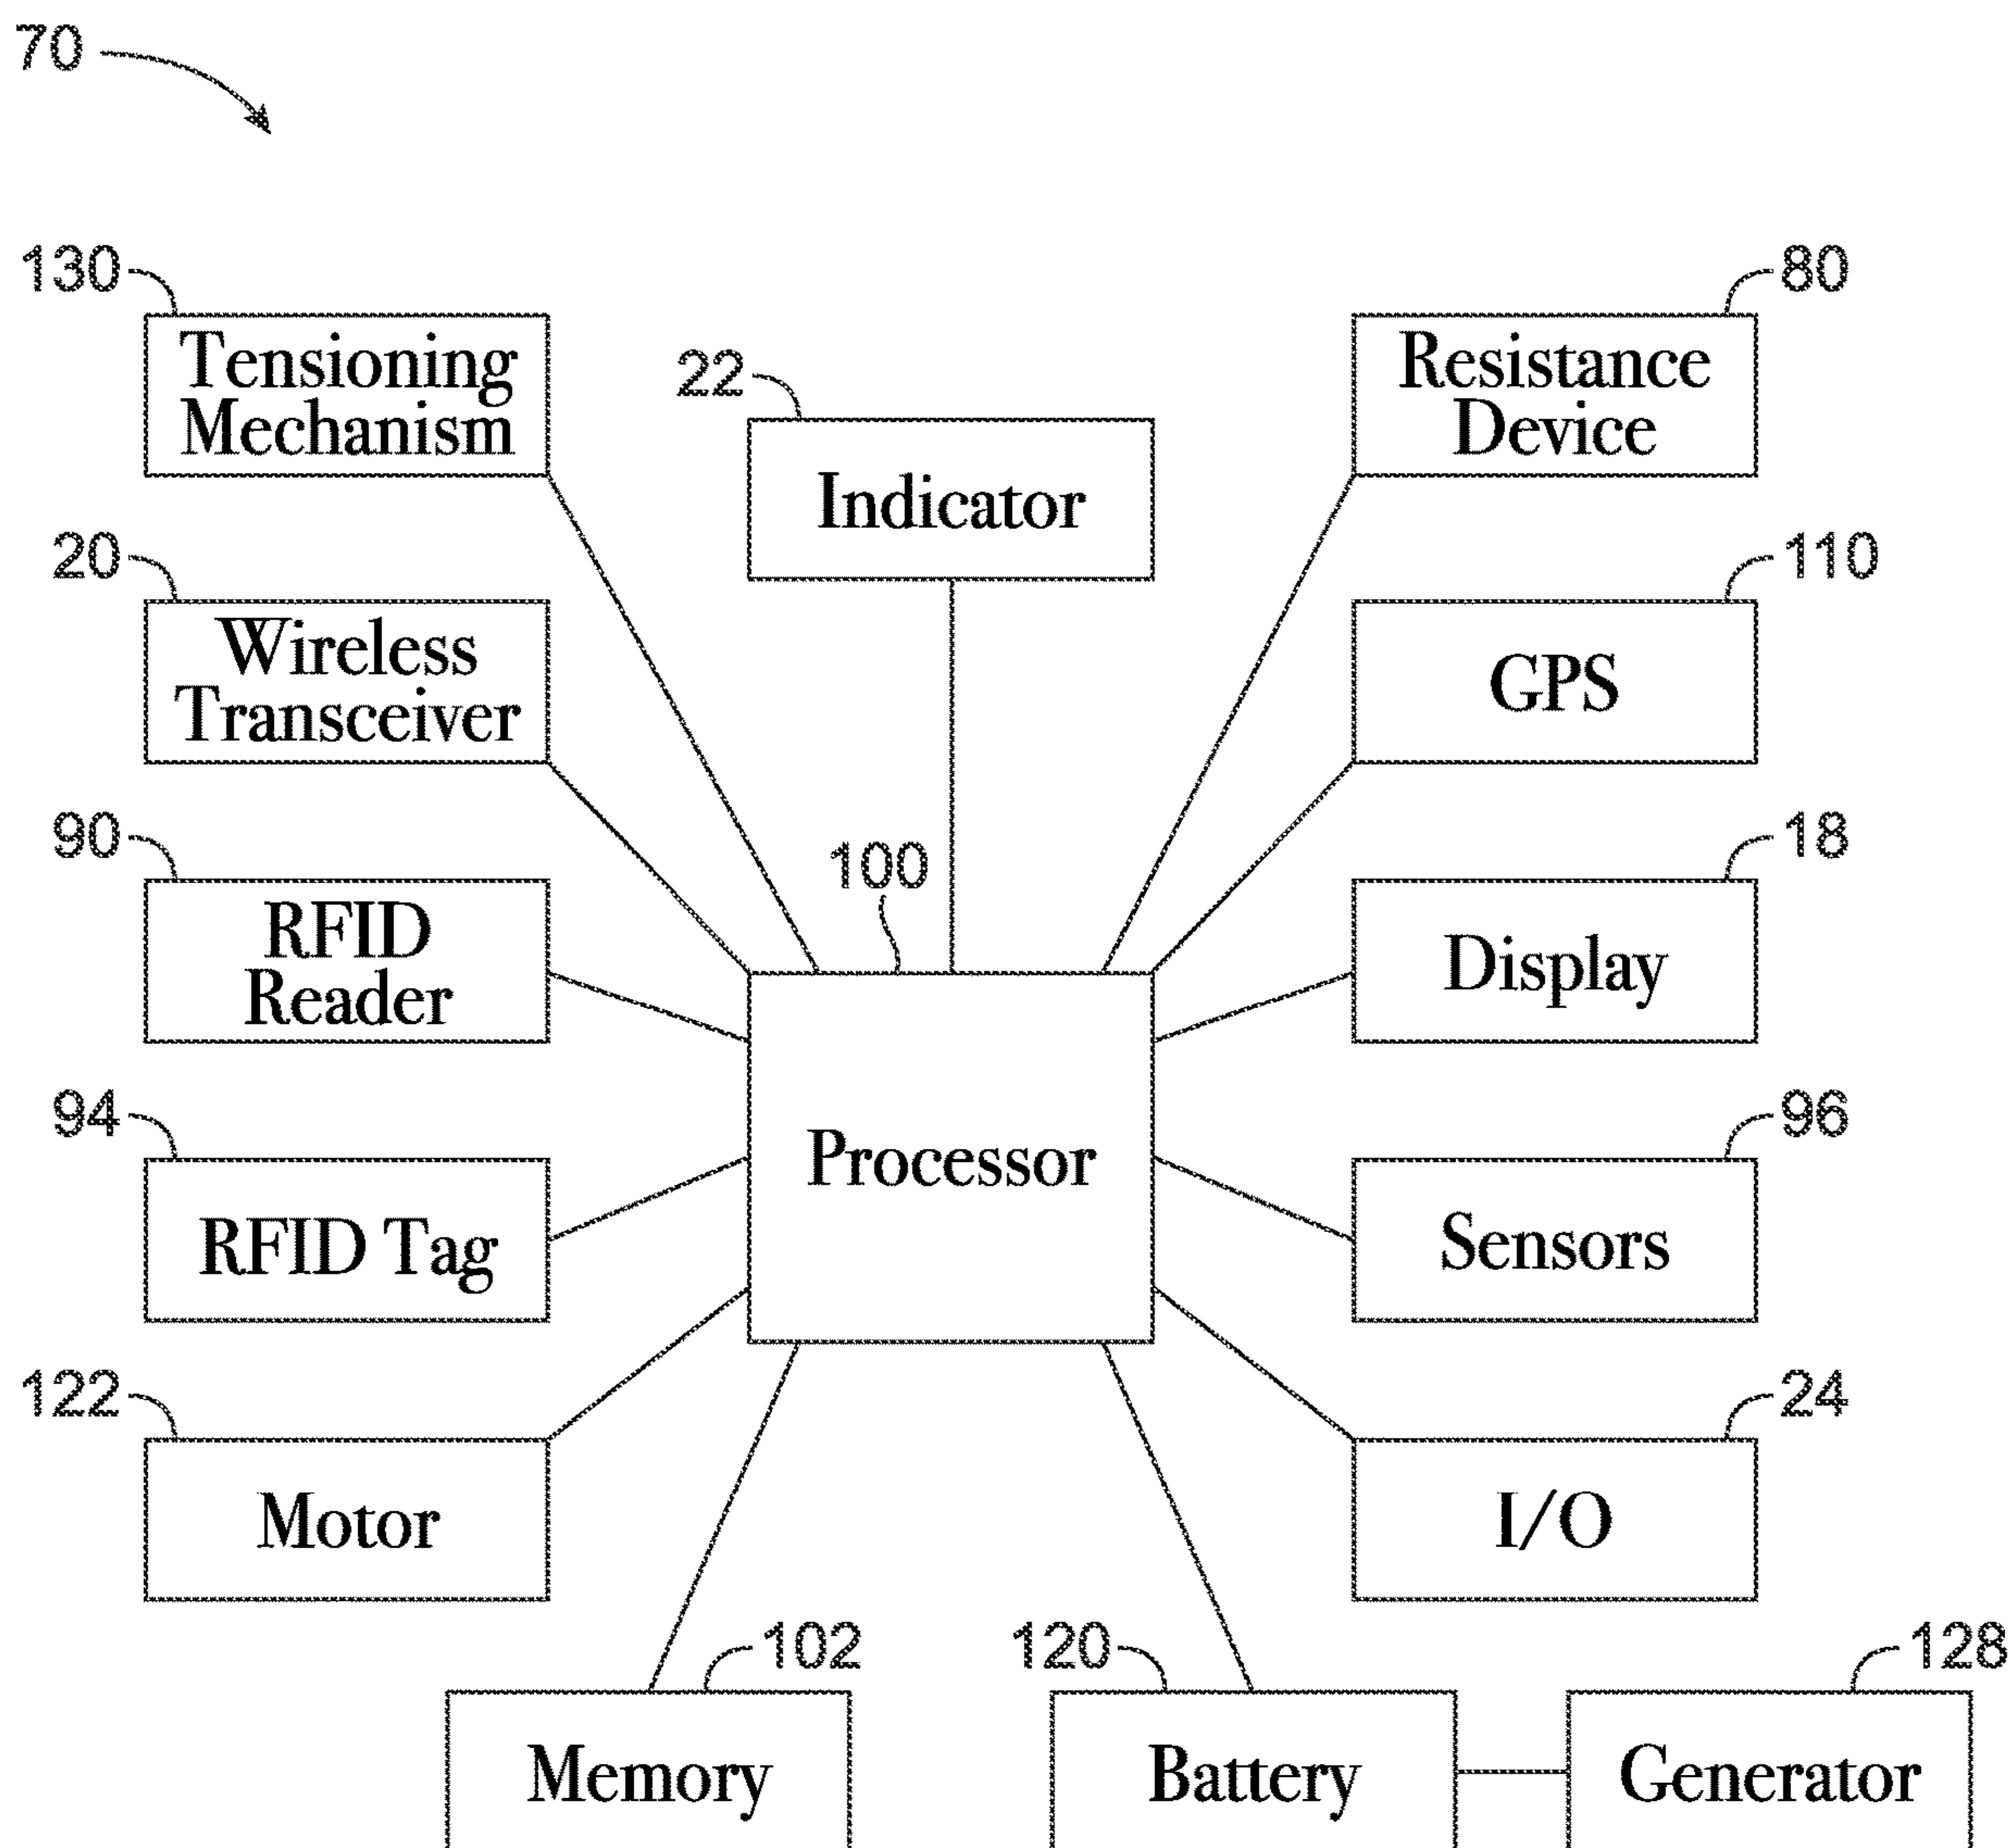 70
130
Tensioning
Mechanism
22
Indicator
80
Resistance
Device
20
Wireless
Transceiver
110
GPS
90
RFID
Reader
100
Processor
18
Display
94
RFID Tag
96
Sensors
122
Motor
24
I/O
102
Memory
120
Battery
128
Generator